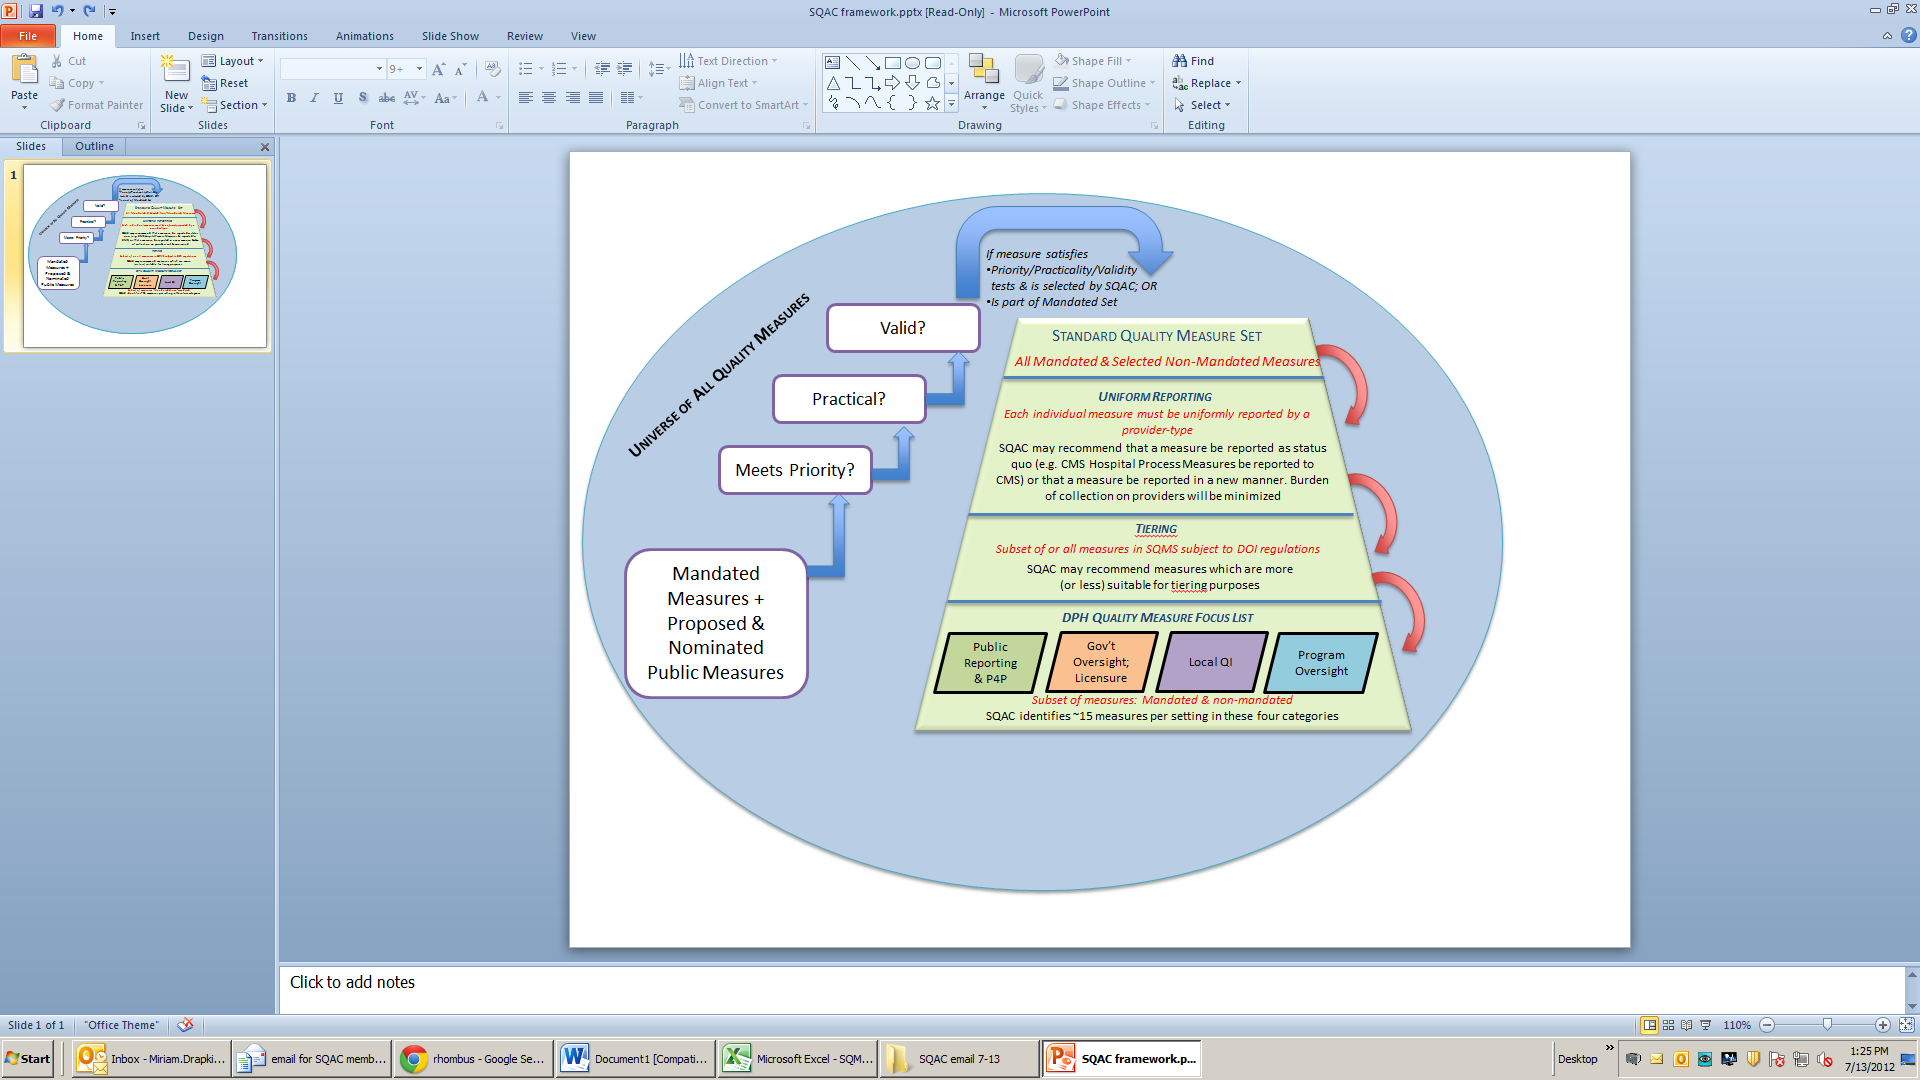 SQAC framework.pptx [Read-Only] - Microsoft PowerPoint
File Home Insert Design Transitions Animations Slide Show Review View
Paste
Cut
Copy
Format Painter
Clipboard
New Slide
Layout
Reset
Section
Slides
9+
Font
Text Direction
Align Text
Convert to SmartArt
Paragraph
Arrange
Quick Styles
Shape Fill
Shape Outline
Shape Effects
Drawing
Find
Replace
Select
Editing
Slides Outline
1
UNIVERSE OF ALL QUALITY MEASURES
If measure satisfies
•Priority/Practicality/Validity
tests & is selected by SQAC; OR
•Is part of Mandated Set
Valid?
Practical?
Meets Priority?
Mandated
Measures +
Proposed &
Nominated
Public Measures
STANDARD QUALITY MEASURE SET
All Mandated & Selected Non-Mandated Measures
UNIFORM REPORTING
Each individual measure must be uniformly reported by a
provider-type
SQAC may recommend that a measure be reported as status
quo (e.g. CMS Hospital Process Measures be reported to
CMS) or that a measure be reported in a new manner. Burden
of collection on providers will be minimized
TIERING
Subset of or all measures in SQMS subject to DOI regulations
SQAC may recommend measures which are more
(or less) suitable for tiering purposes
DPH QUALITY MEASURE FOCUS LIST
Public
Reporting
& P4P
Gov't
Oversight;
Licensure
Local QI
Program
Oversight
Subset of measures: Mandated & non-mandated
SQAC identifies ~15 measures per setting in these four categories
Click to add notes
Slide 1 of 1
"Office Theme"
110%
Start
Inbox - Miriam.Drapki...
email for SQAC memb...
rhombus - Google Se...
Document1 [Compati...
Microsoft Excel - SQM...
SQAC email 7-13
SQAC framework.p...
Desktop
1:25 PM
7/13/2012